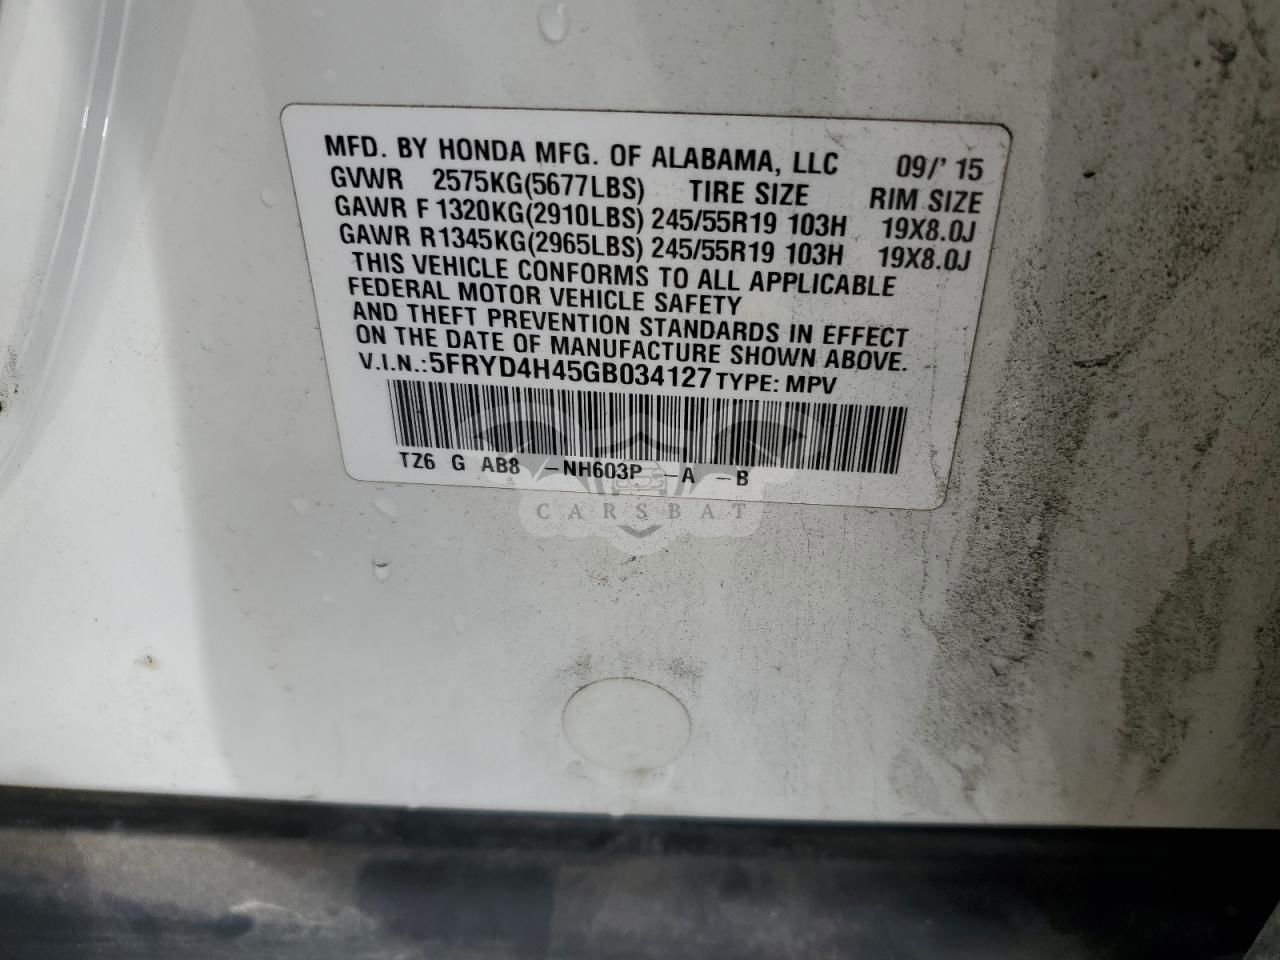 MFD. BY HONDA MFG. OF ALABAMA, LLC 09/' 15
GVWR 2575KG(5677LBS) TIRE SIZE RIM SIZE
GAWR F 1320KG(2910LBS) 245/55R19 103H 19X8.0J
GAWR R1345KG(2965LBS) 245/55R19 103H 19X8.0J
THIS VEHICLE CONFORMS TO ALL APPLICABLE
FEDERAL MOTOR VEHICLE SAFETY
AND THEFT PREVENTION STANDARDS IN EFFECT
ON THE DATE OF MANUFACTURE SHOWN ABOVE.
V.I.N.:5FRYD4H45GB034127 TYPE: MPV
TZ6 G AB8 -NH603P -A -B
CARSBAT